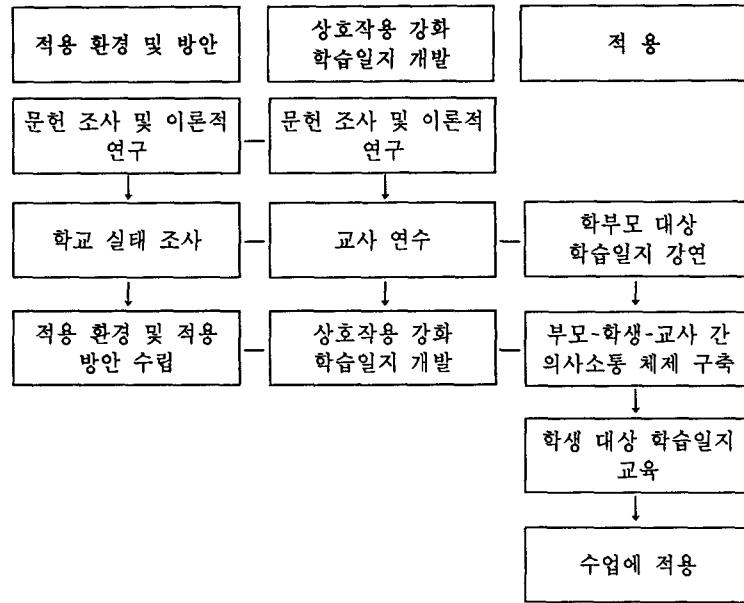 적용 환경 및 방안
상호작용 강화
학습일지 개발
적 용
문헌 조사 및 이론적
연구
문헌 조사 및 이론적
연구
학교 실태 조사
교사 연수
학부모 대상
학습일지 강연
적용 환경 및 적용
방안 수립
상호작용 강화
학습일지 개발
부모-학생-교사 간
의사소통 체제 구축
학생 대상 학습일지
교육
수업에 적용